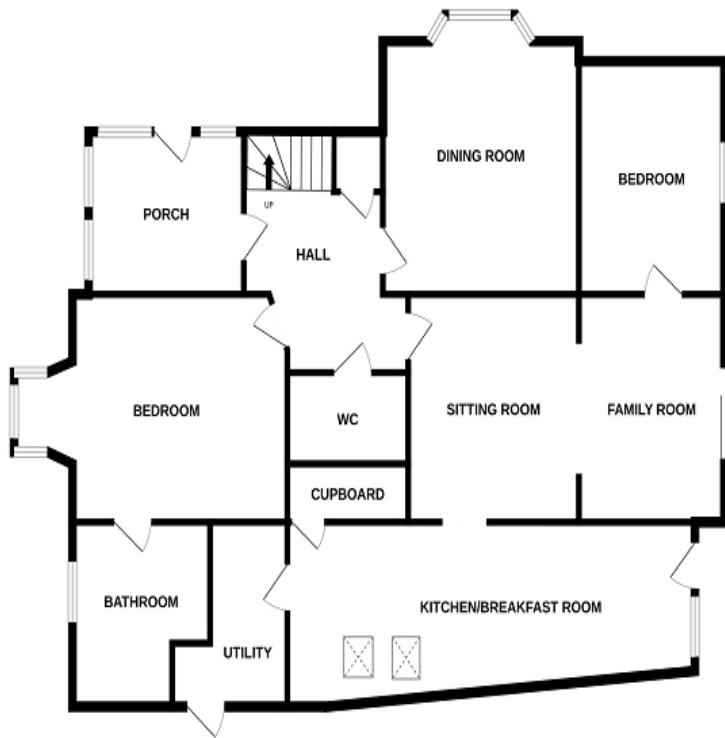 DINING ROOM
BEDROOM
PORCH
UP
HALL
BEDROOM
WC
SITTING ROOM
FAMILY ROOM
CUPBOARD
BATHROOM
KITCHEN/BREAKFAST ROOM
UTILITY